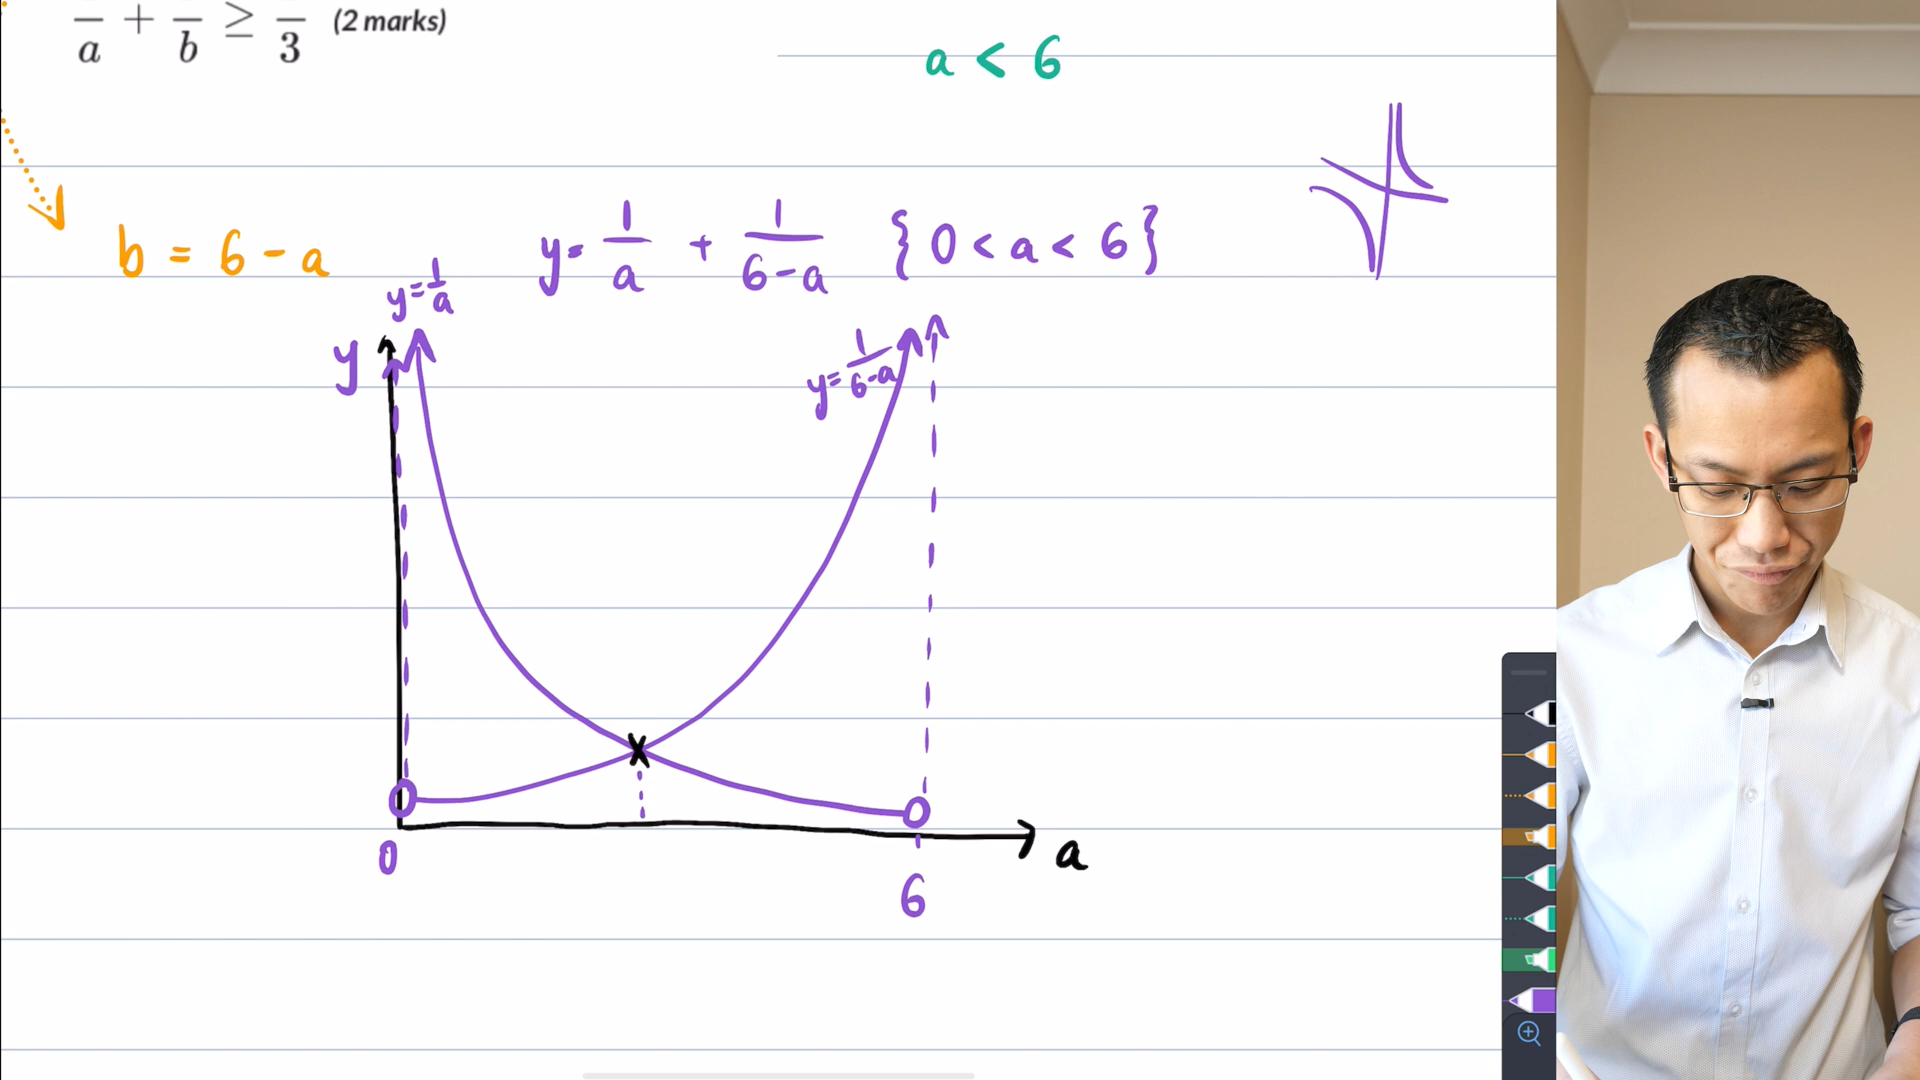 a + b ≥ 3 (2 marks)
a < 6
b = 6 - a
y = 1/a + 1/(6-a) { 0 < a < 6 }
y = 1/a
y
y = 1/(6-a)
0
6
a